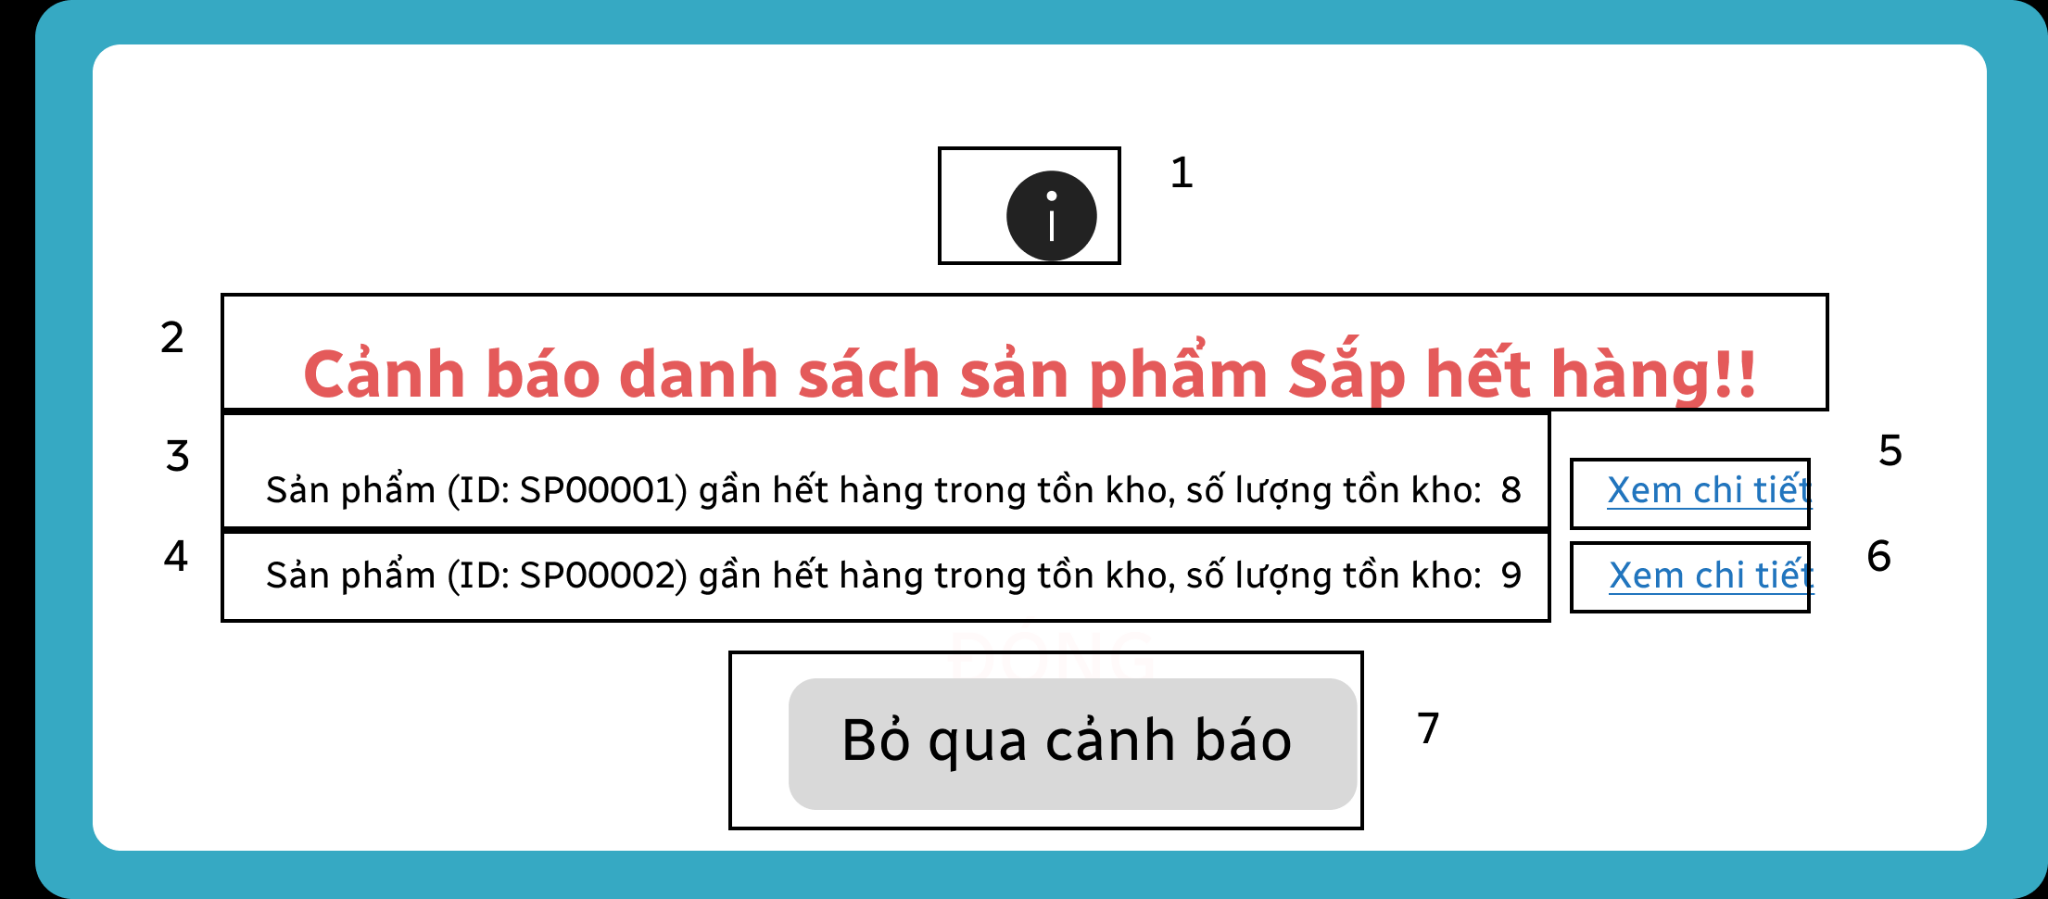 i
1
2
Cảnh báo danh sách sản phẩm Sắp hết hàng!!
3
5
Sản phẩm (ID: SP00001) gần hết hàng trong tồn kho, số lượng tồn kho: 8 Xem chi tiết
4
6
Sản phẩm (ID: SP00002) gần hết hàng trong tồn kho, số lượng tồn kho: 9 Xem chi tiết
ĐONG
Bỏ qua cảnh báo
7